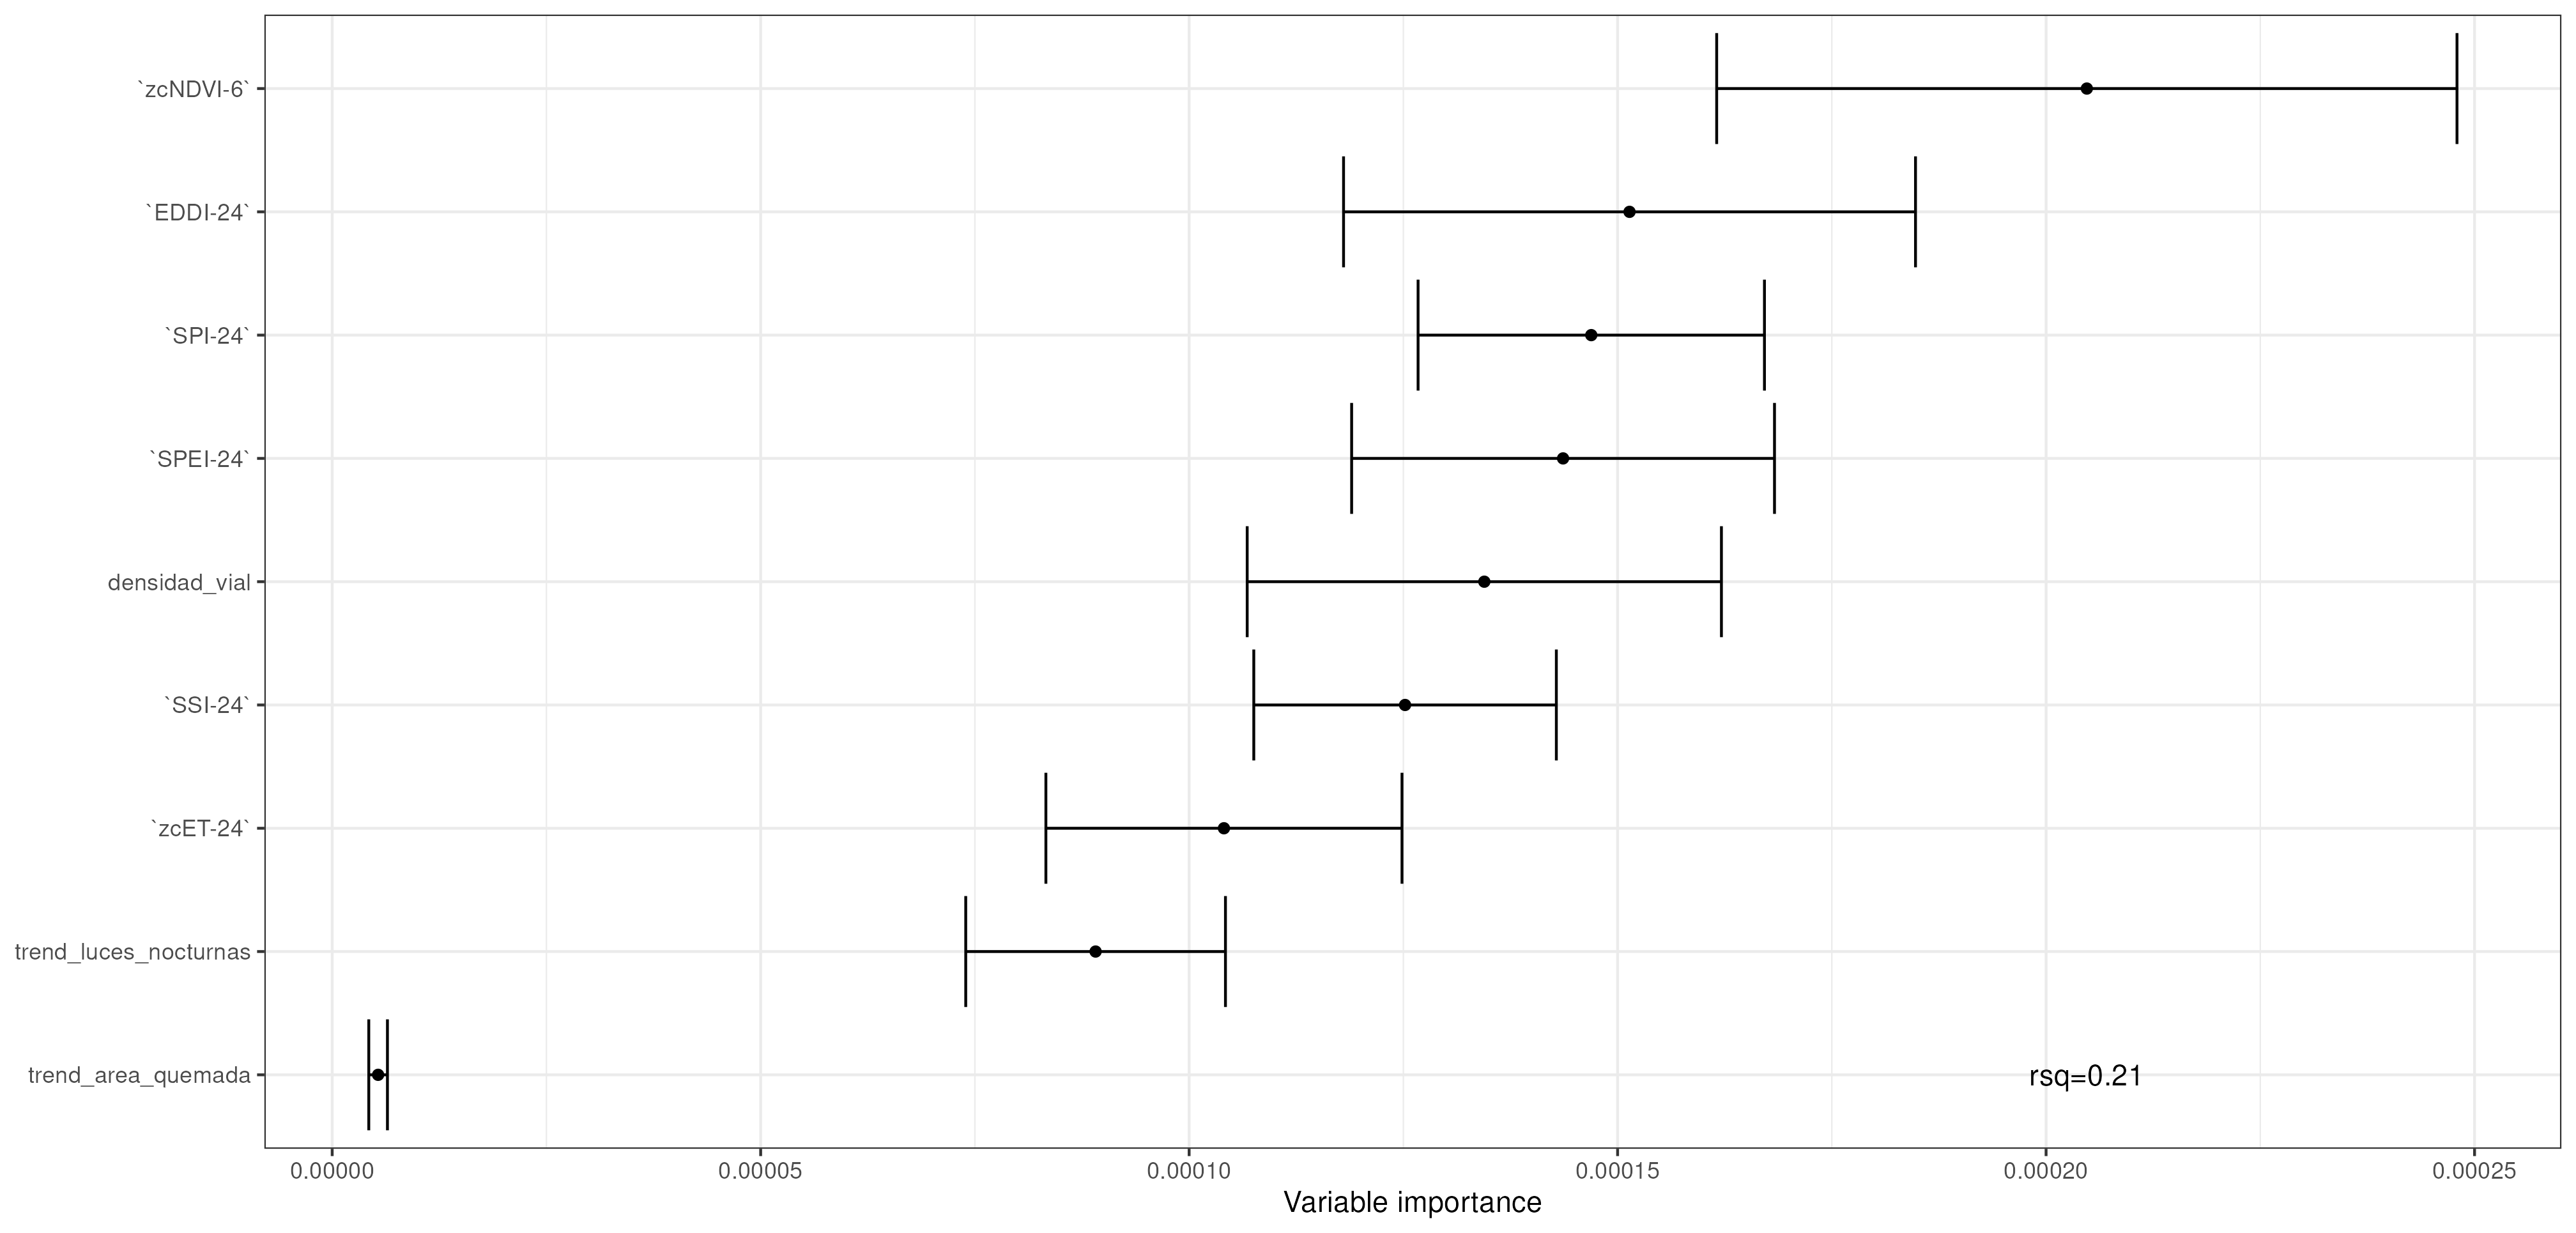 `zcNDVI-6`
`EDDI-24`
`SPI-24`
`SPEI-24`
densidad_vial
`SSI-24`
`zcET-24`
trend_luces_nocturnas
trend_area_quemada
rsq=0.21
0.00000 0.00005 0.00010 0.00015 0.00020 0.00025
Variable importance